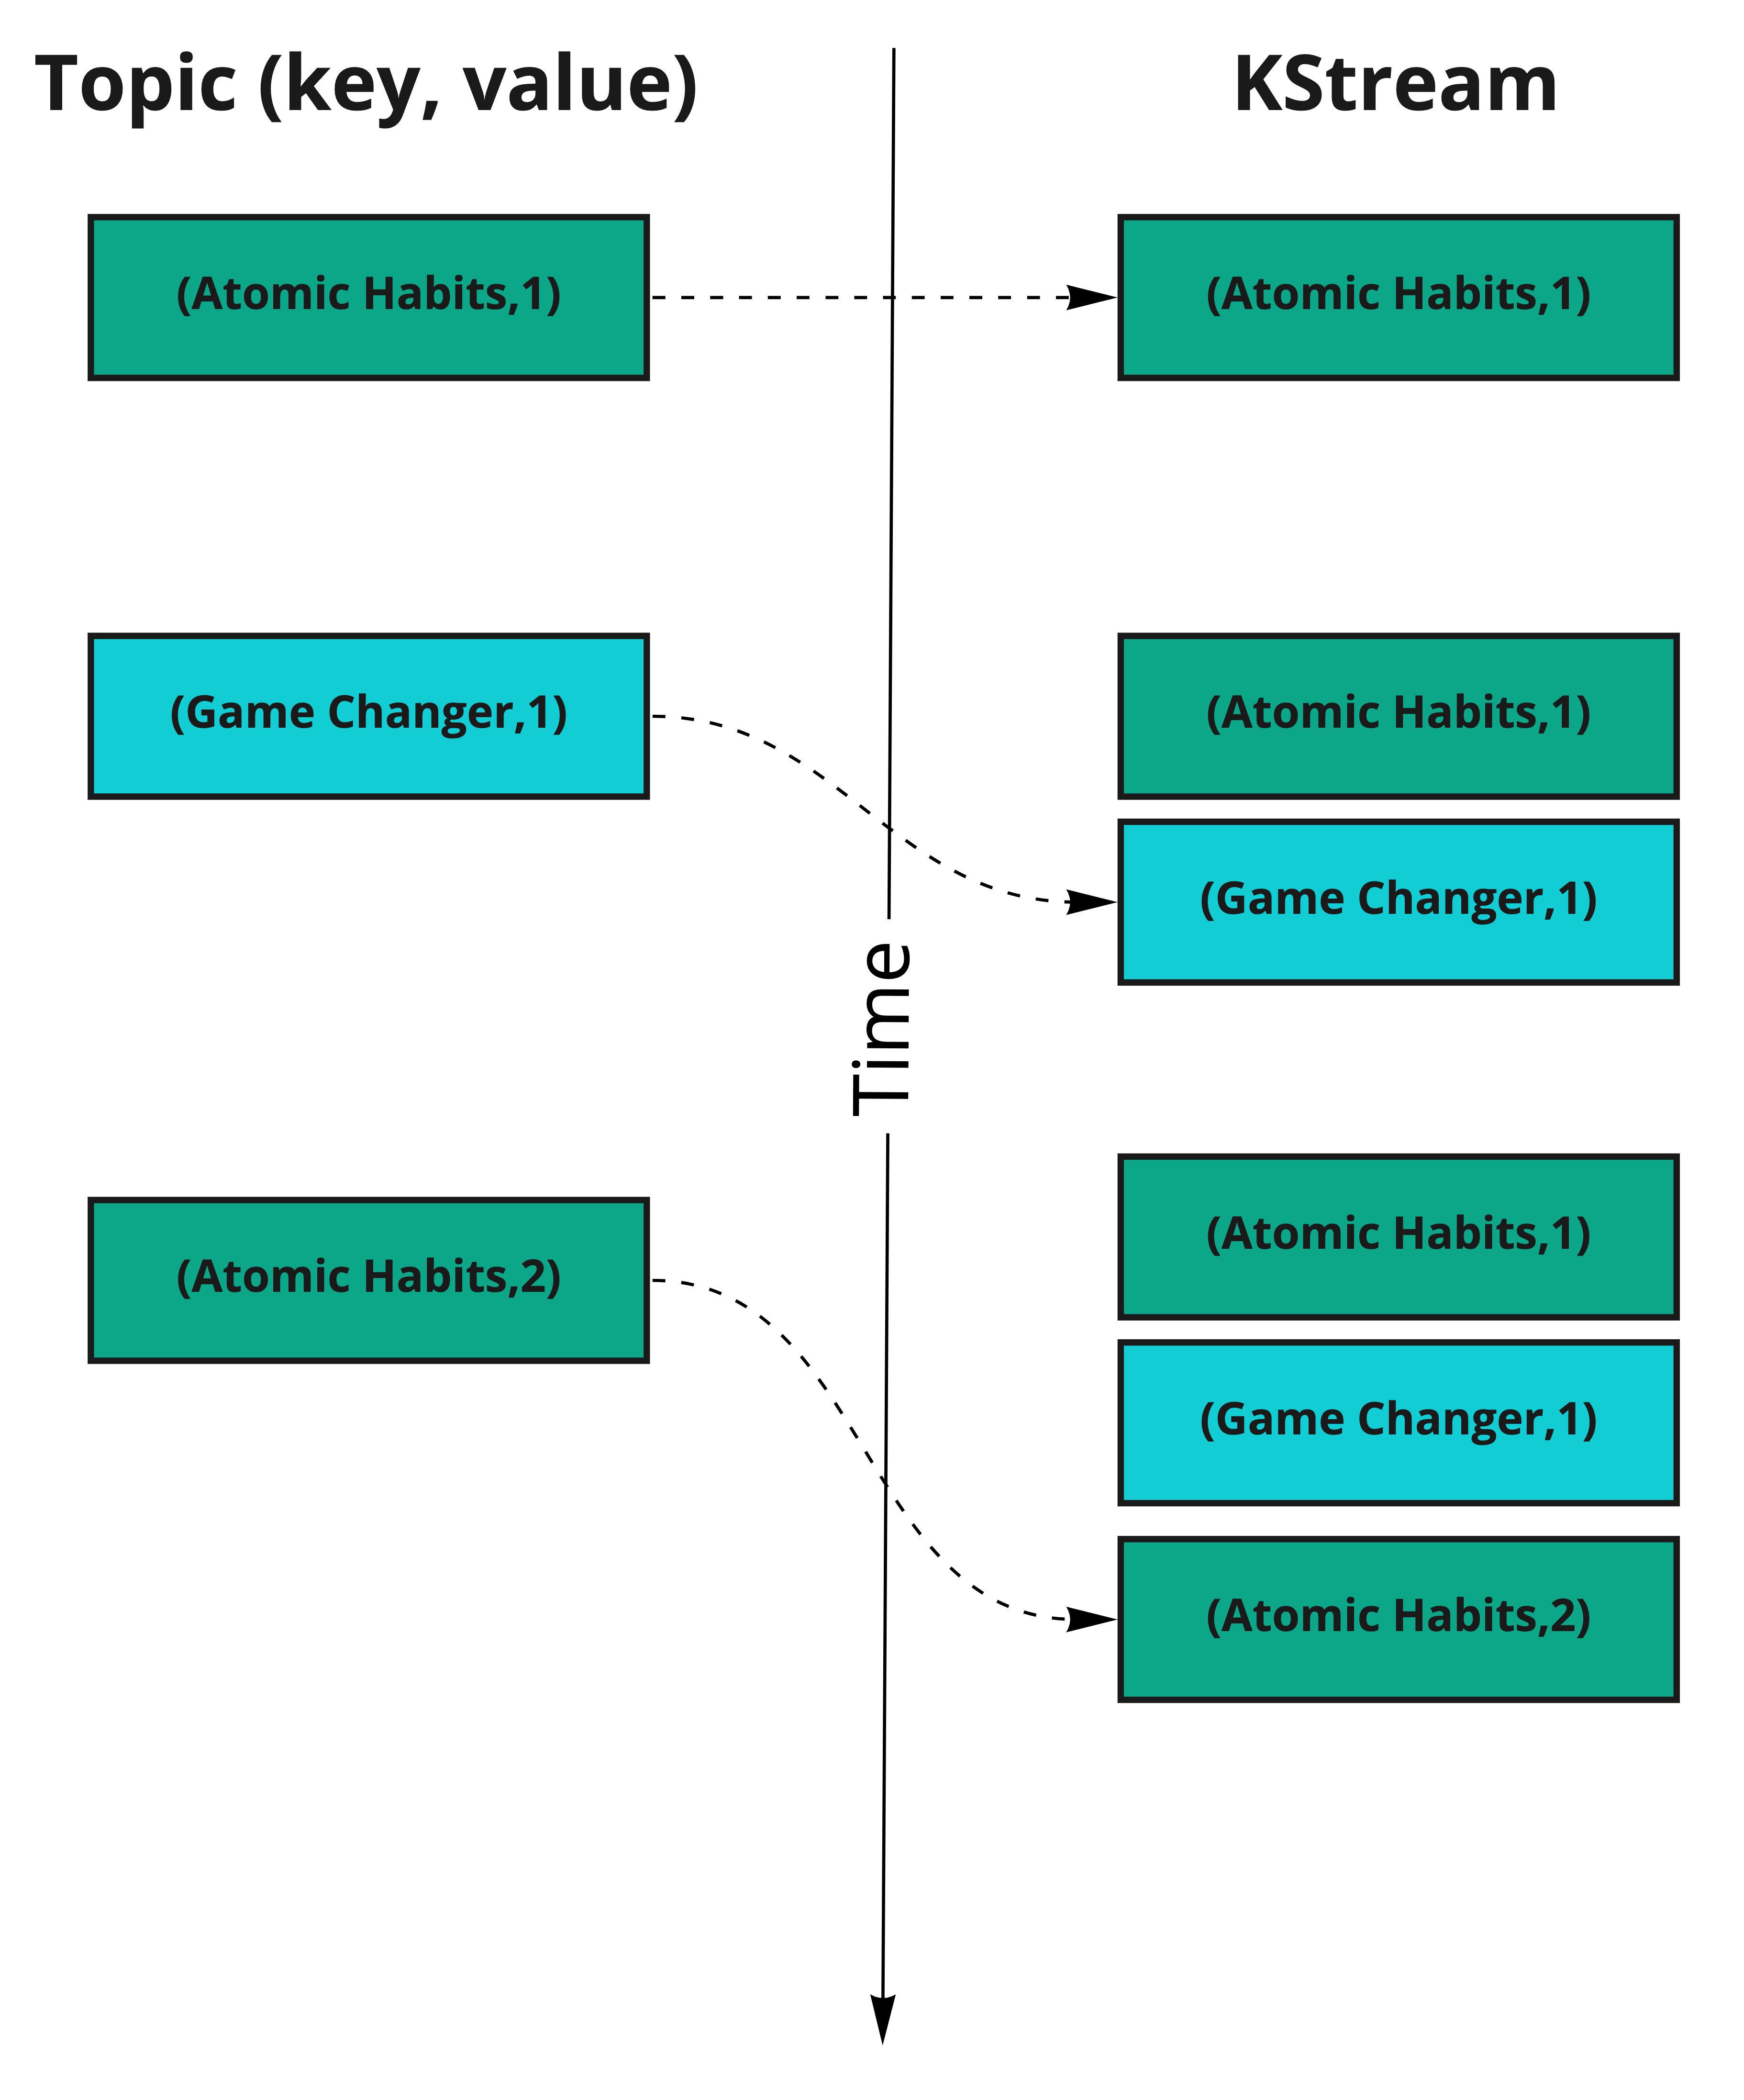 Topic (key, value)
KStream
(Atomic Habits,1)
(Atomic Habits,1)
(Game Changer,1)
(Atomic Habits,1)
(Game Changer,1)
Time
(Atomic Habits,2)
(Atomic Habits,1)
(Game Changer,1)
(Atomic Habits,2)